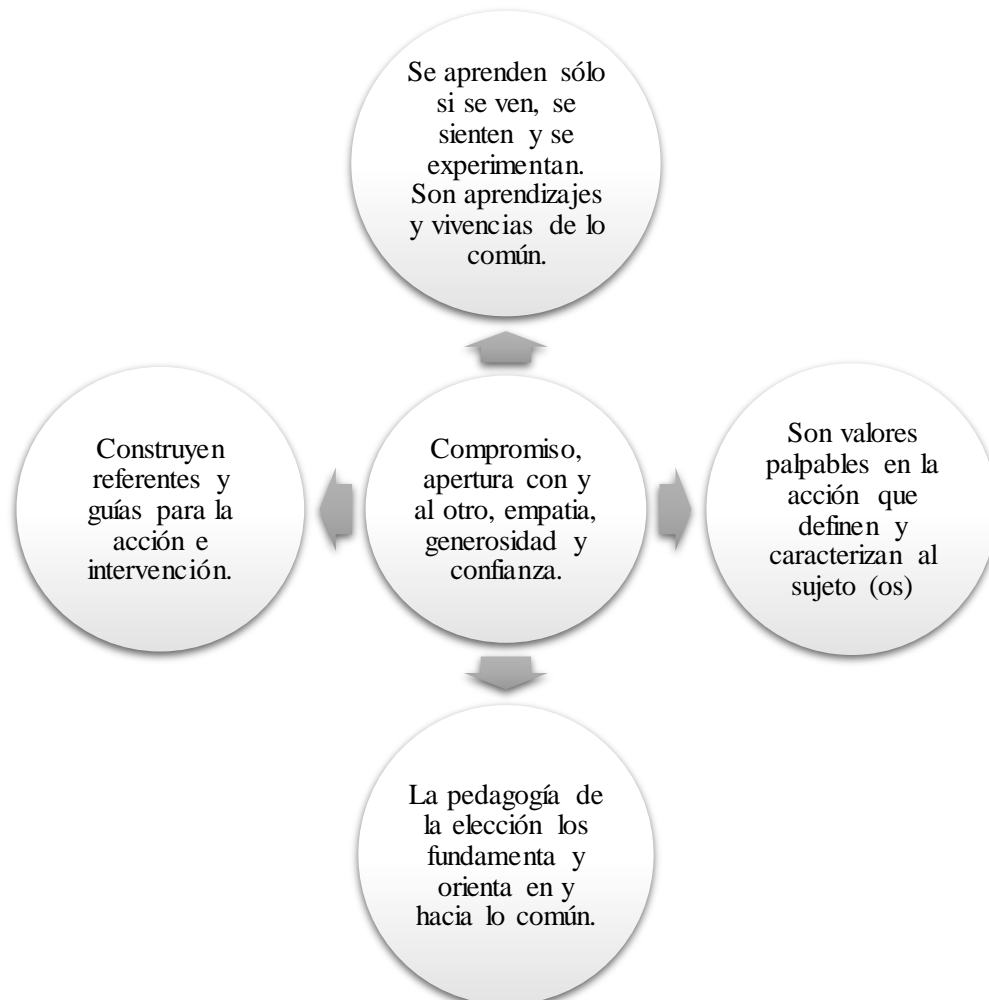 Se aprenden sólo
si se ven, se
sienten y se
experimentan.
Son aprendizajes
y vivencias de lo
común.
Construyen
referentes y
guías para la
acción e
intervención.
Compromiso,
apertura con y
al otro, empatia,
generosidad y
confianza.
Son valores
palpables en la
acción que
definen y
caracterizan al
sujeto (os)
La pedagogía de
la elección los
fundamenta y
orienta en y
hacia lo común.